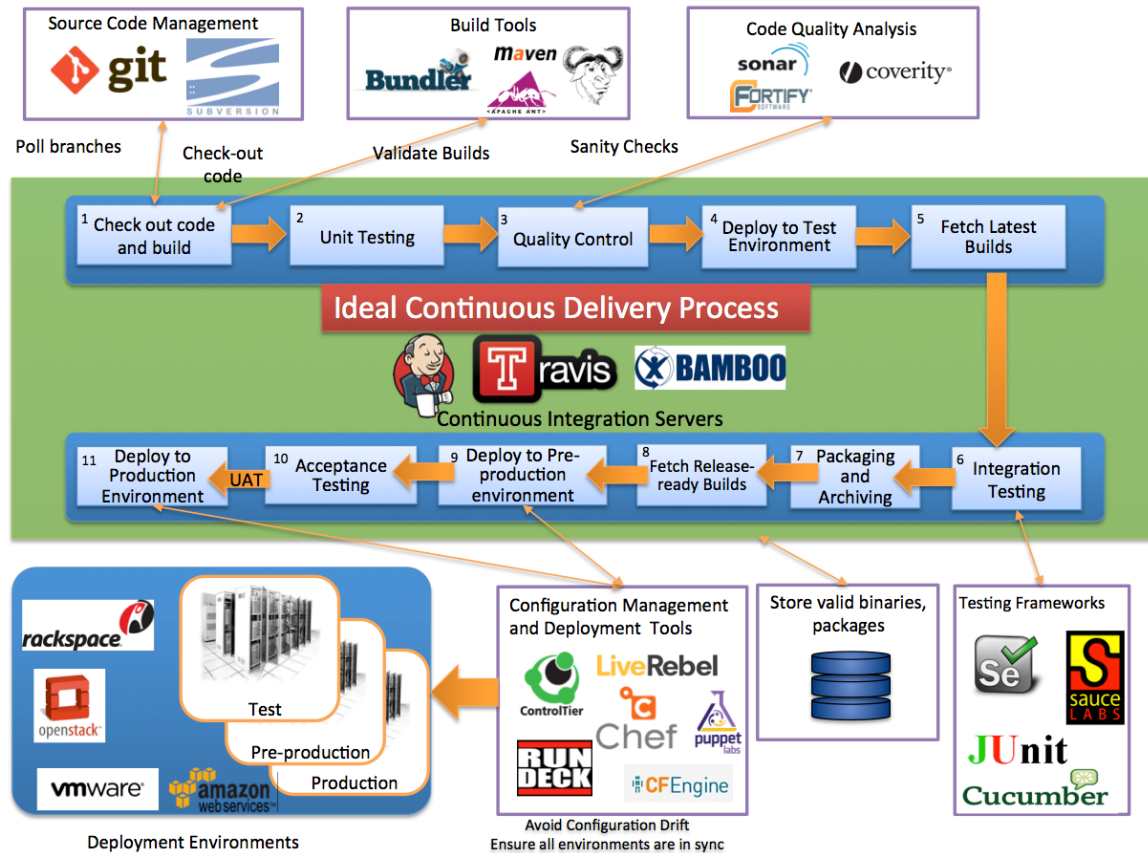 Source Code Management
git
SUBVERSION
Build Tools
Bundler
maven
APACHE ANT
Code Quality Analysis
sonar
FORTIFY
SOFTWARE
coverity®
Poll branches
Check-out
code
Validate Builds
Sanity Checks
1
Check out code
and build
2
Unit Testing
3
Quality Control
4
Deploy to Test
Environment
5
Fetch Latest
Builds
Ideal Continuous Delivery Process
Travis
BAMBOO
Continuous Integration Servers
11
Deploy to
Production
Environment
UAT
10
Acceptance
Testing
9
Deploy to Pre-
production
environment
8
Fetch Release-
ready Builds
7
Packaging
and
Archiving
6
Integration
Testing
rackspace
openstack
vmware®
amazon
webservices™
Test
Pre-production
Production
Deployment Environments
Configuration Management
and Deployment Tools
ControlTier
LiveRebel
Chef
puppet
labs
RUN
DECK
CFEngine
Avoid Configuration Drift
Ensure all environments are in sync
Store valid binaries,
packages
Testing Frameworks
Se
S
SAUCE
LABS
JUnit
Cucumber